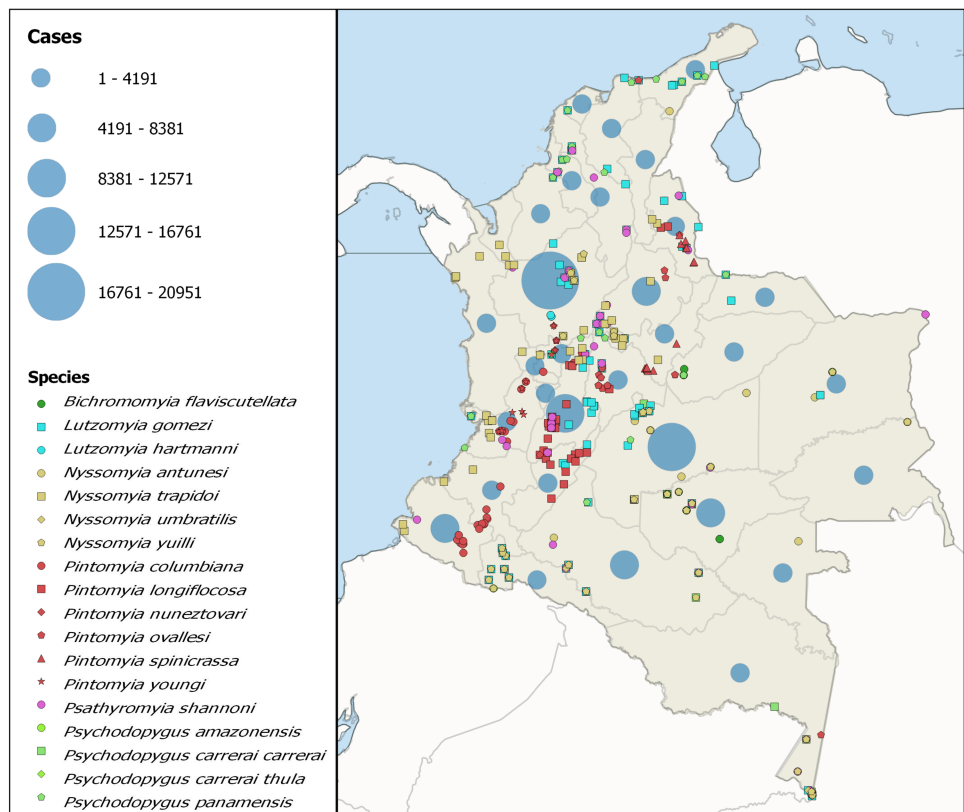 Cases
1 - 4191
4191 - 8381
8381 - 12571
12571 - 16761
16761 - 20951
Species
Bichromomyia flaviscutellata
Lutzomyia gomezi
Lutzomyia hartmanni
Nyssomyia antunesi
Nyssomyia trapidoi
Nyssomyia umbratilis
Nyssomyia yuilli
Pintomyia columbiana
Pintomyia longiflocosa
Pintomyia nuneztovari
Pintomyia ovallesi
Pintomyia spinicrassa
Pintomyia youngi
Psathyromyia shannoni
Psychodopygus amazonensis
Psychodopygus carrerai carrerai
Psychodopygus carrerai thula
Psychodopygus panamensis